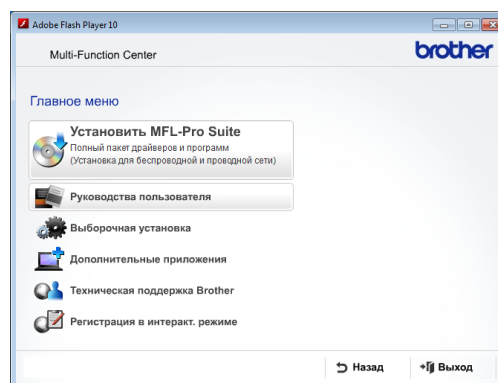 Adobe Flash Player 10
Multi-Function Center
brother
Главное меню
Установить MFL-Pro Suite
Полный пакет драйверов и программ
(Установка для беспроводной и проводной сети)
Руководства пользователя
Выборочная установка
Дополнительные приложения
Техническая поддержка Brother
Регистрация в интеракт. режиме
Назад
Выход